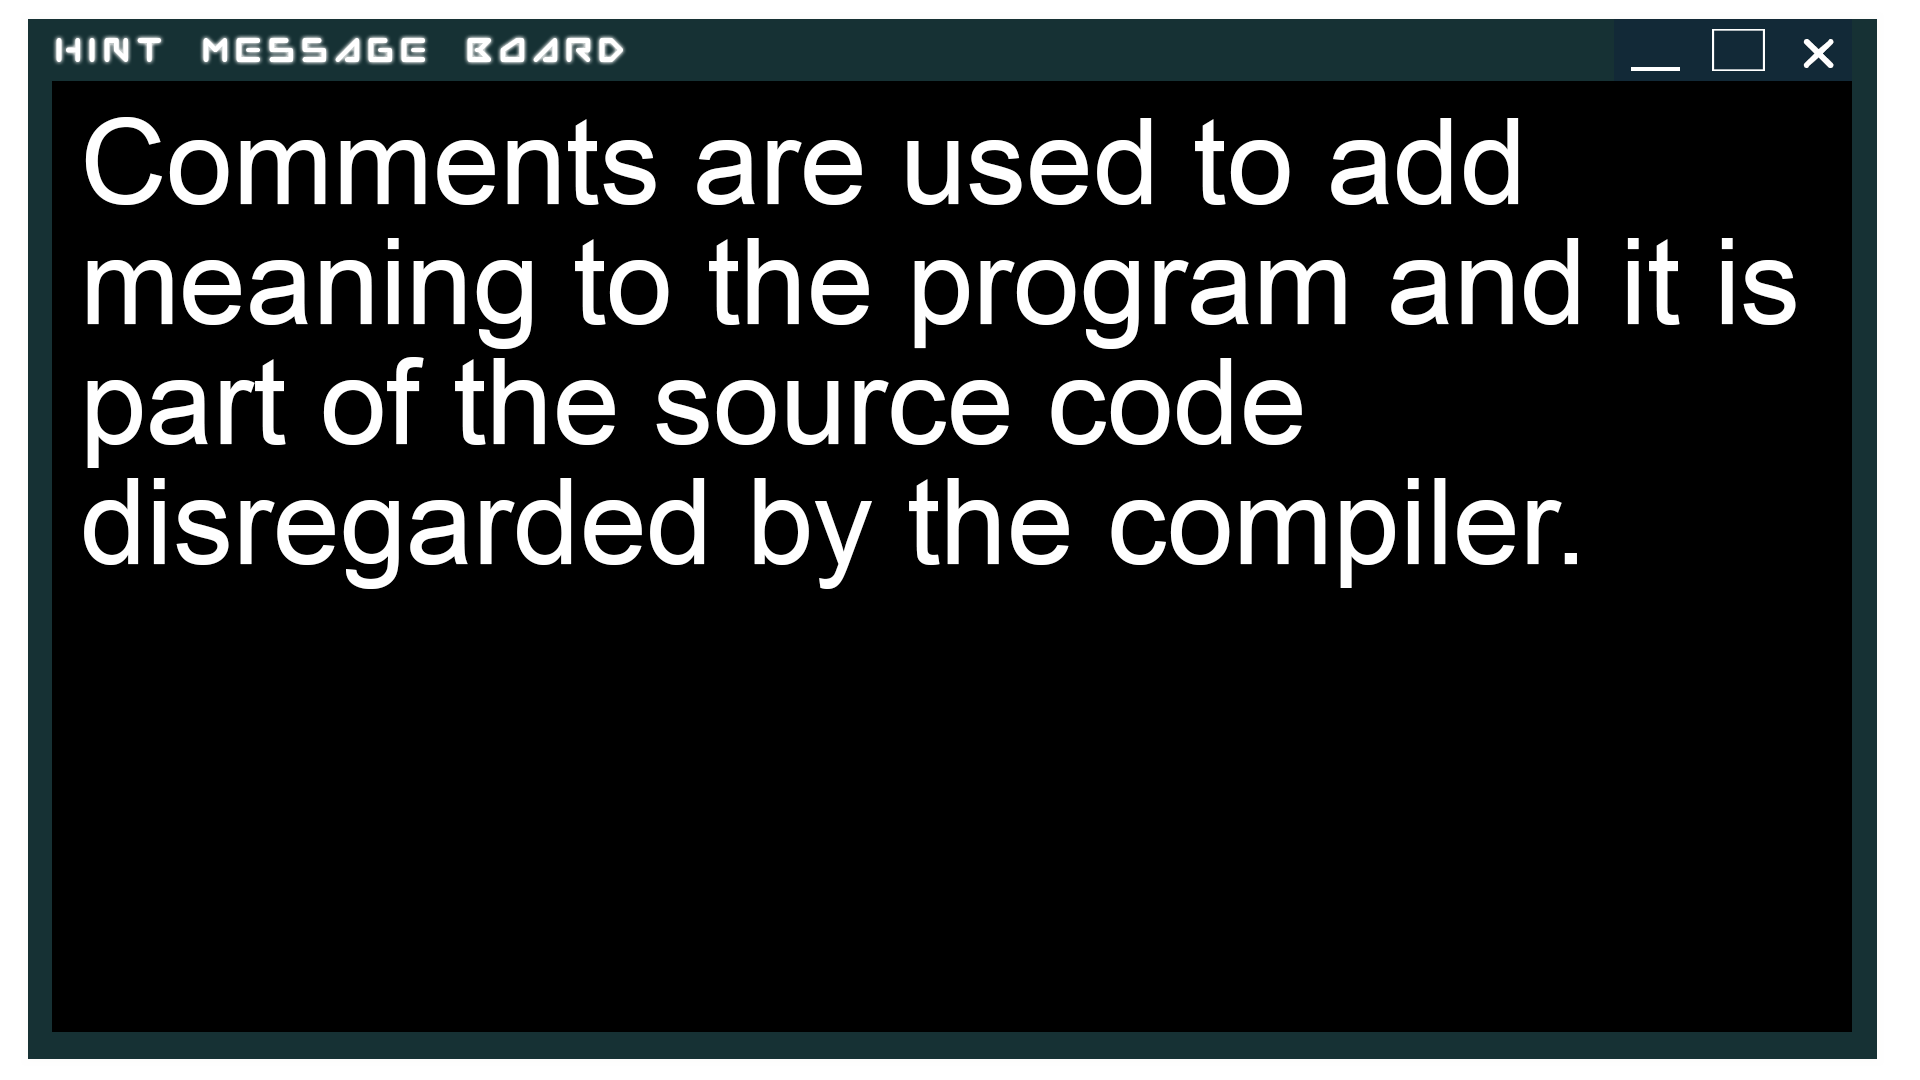 HINT MESSAGE BOARD
Comments are used to add
meaning to the program and it is
part of the source code
disregarded by the compiler.